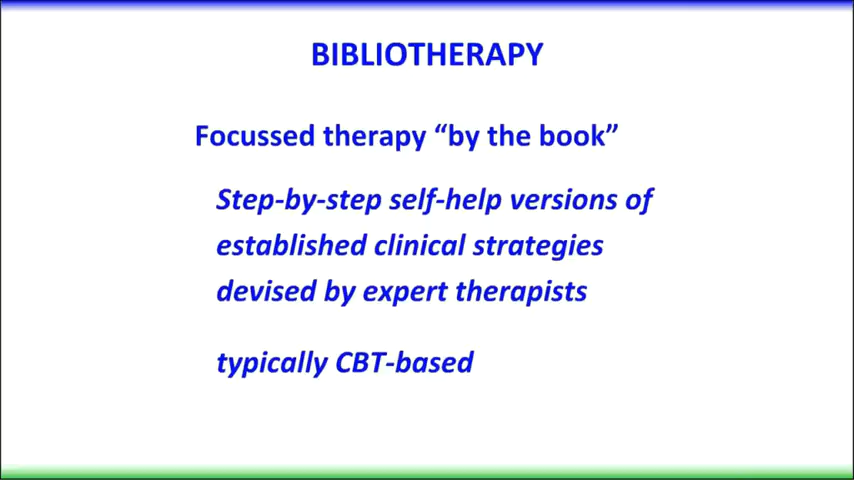 BIBLIOTHERAPY
Focussed therapy “by the book”
Step-by-step self-help versions of
established clinical strategies
devised by expert therapists
typically CBT-based